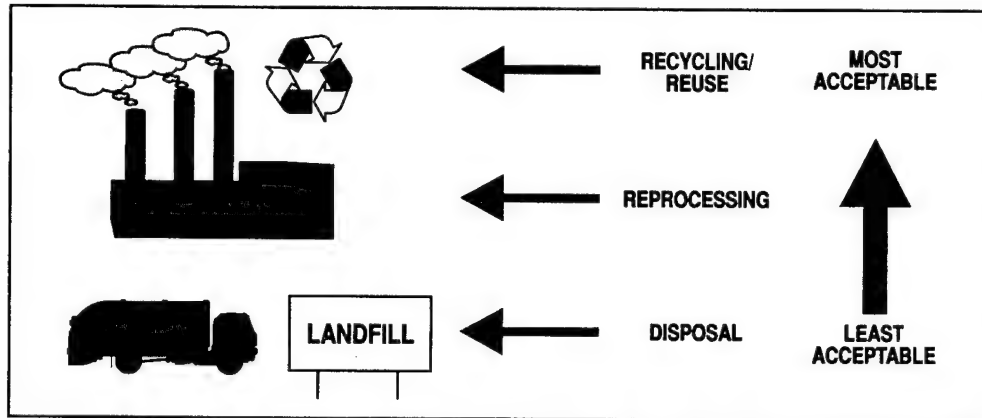 RECYCLING/
REUSE
MOST
ACCEPTABLE
REPROCESSING
LANDFILL
DISPOSAL
LEAST
ACCEPTABLE